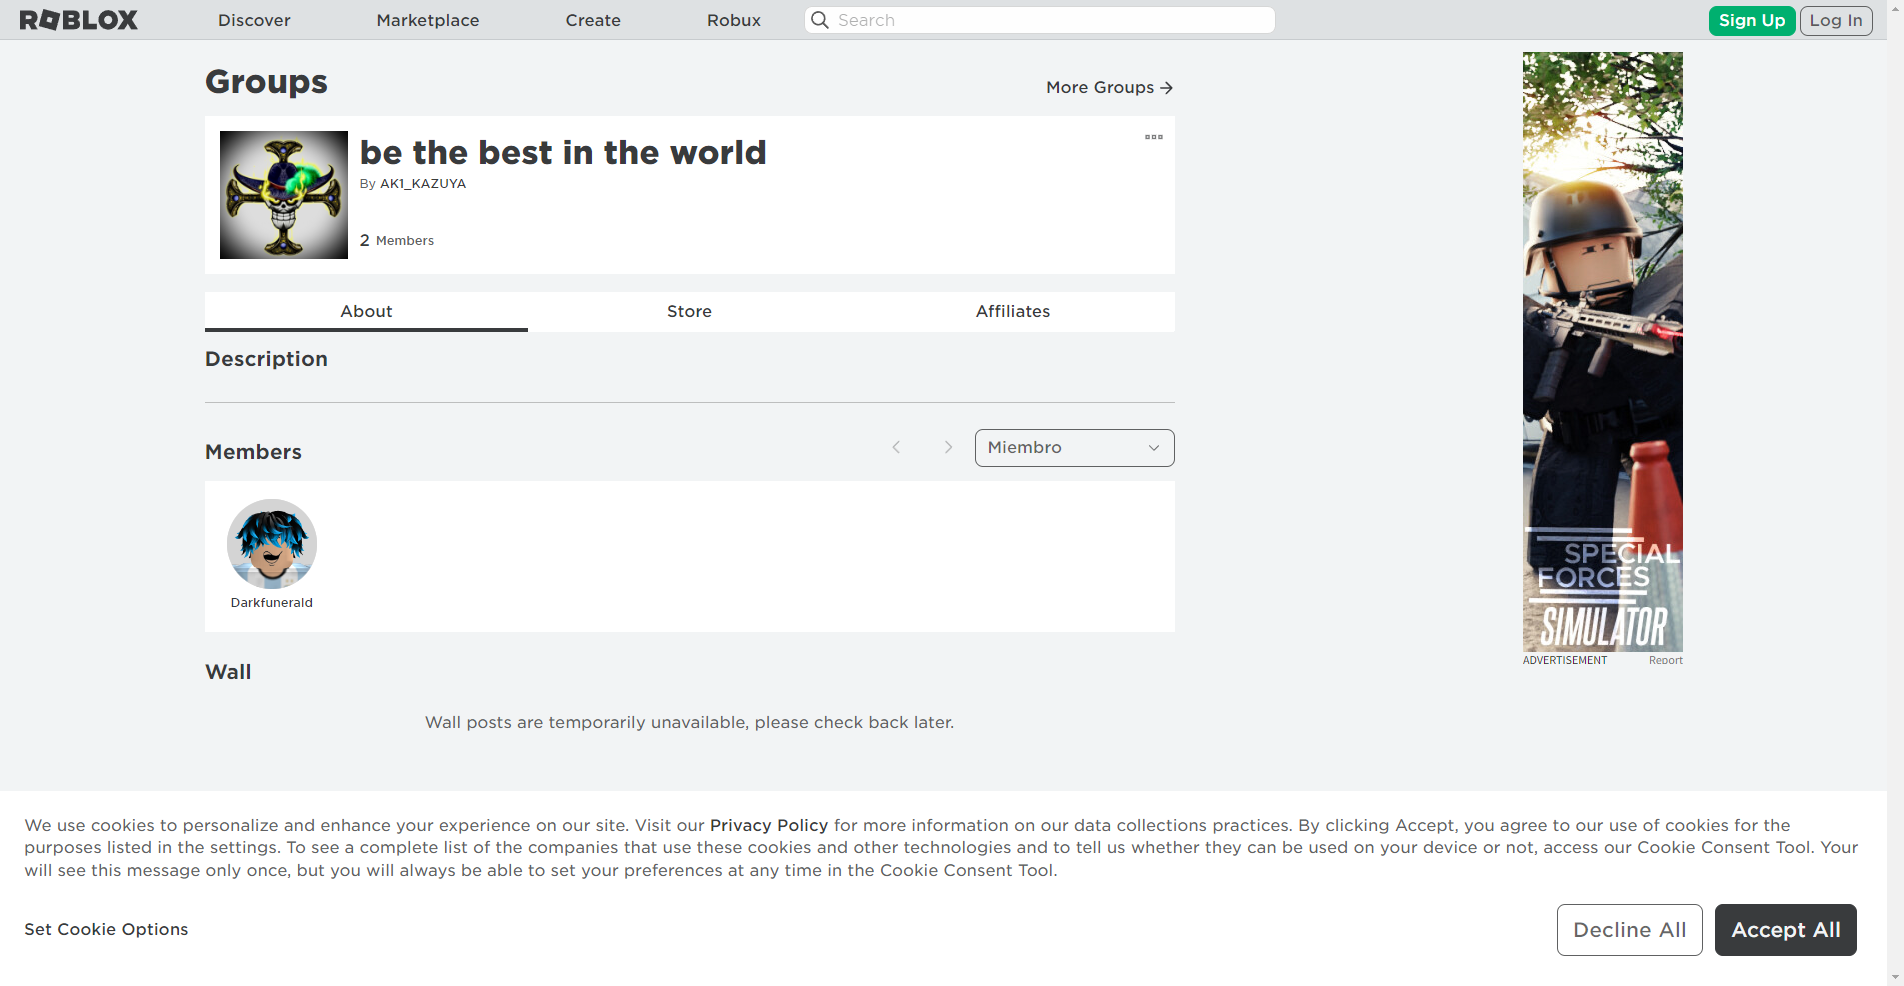 ROBLOX
Discover
Marketplace
Create
Robux
Search
Sign Up
Log In
Groups
More Groups
be the best in the world
By AK1_KAZUYA
2 Members
About
Store
Affiliates
Description
Members
Miembro
Darkfunerald
Wall
Wall posts are temporarily unavailable, please check back later.
SPECIAL
FORCES
SIMULATOR
ADVERTISEMENT
Report
We use cookies to personalize and enhance your experience on our site. Visit our Privacy Policy for more information on our data collections practices. By clicking Accept, you agree to our use of cookies for the
purposes listed in the settings. To see a complete list of the companies that use these cookies and other technologies and to tell us whether they can be used on your device or not, access our Cookie Consent Tool. Your
will see this message only once, but you will always be able to set your preferences at any time in the Cookie Consent Tool.
Set Cookie Options
Decline All
Accept All